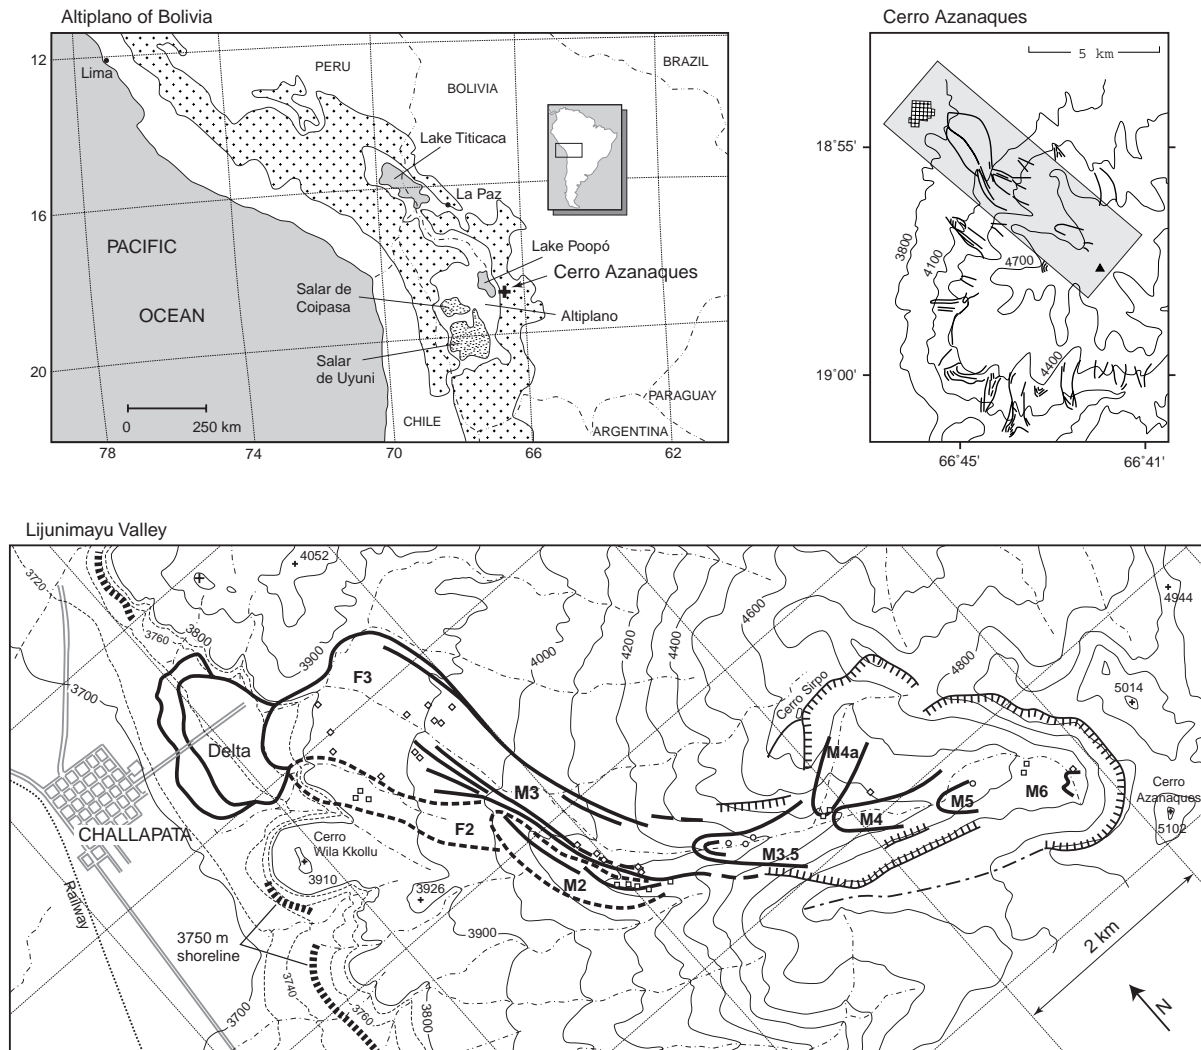 Altiplano of Bolivia
12
Lima
PERU
BRAZIL
BOLIVIA
Lake Titicaca
La Paz
16
PACIFIC
OCEAN
Lake Poopó
Cerro Azanaques
Salar de
Coipasa
Altiplano
Salar
de Uyuni
20
PARAGUAY
0
250 km
CHILE
ARGENTINA
78
74
70
66
62
Cerro Azanaques
5 km
18°55'
3800
4100
4700
4400
19°00'
66°45'
66°41'
Lijunimayu Valley
3720
4052
3760
3800
3900
4000
4200
4400
4600
4800
4944
3700
F3
5014
Cerro Sirpo
Delta
M4a
M3
M5
M6
Cerro
Azanaques
5102
CHALLAPATA
F2
M4
M3.5
Cerro
Wila Kkollu
3910
M2
3926
Railway
3750 m
shoreline
3900
2 km
3700
3740
3760
3800
N